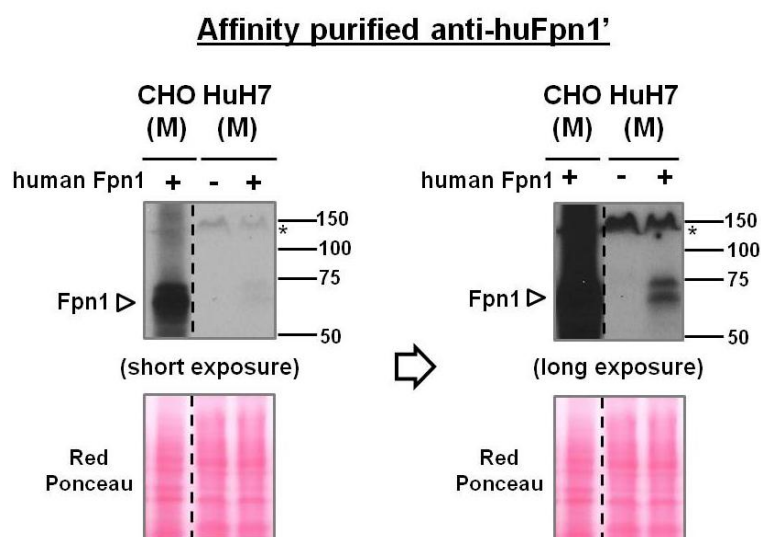 Affinity purified anti-huFpn1’
CHO HuH7
(M) (M)
human Fpn1 + - +
150
*
100
75
Fpn1
50
(short exposure)
Red
Ponceau
CHO HuH7
(M) (M)
human Fpn1 + - +
150
*
100
75
Fpn1
50
(long exposure)
Red
Ponceau